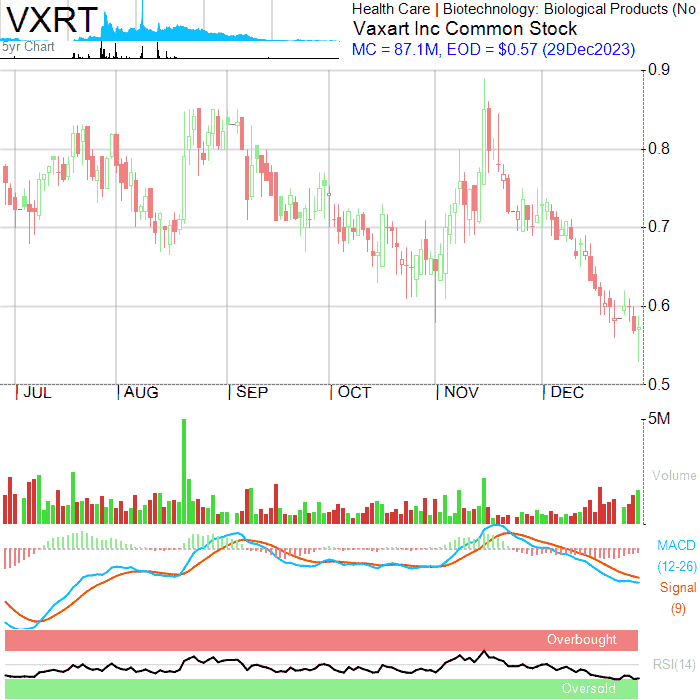 VXRT
5yr Chart
Health Care | Biotechnology: Biological Products (No
Vaxart Inc Common Stock
MC = 87.1M, EOD = $0.57 (29Dec2023)
0.9
0.8
0.7
0.6
0.5
JUL AUG SEP OCT NOV DEC
5M
Volume
MACD
(12-26)
Signal
(9)
Overbought
RSI(14)
Oversold